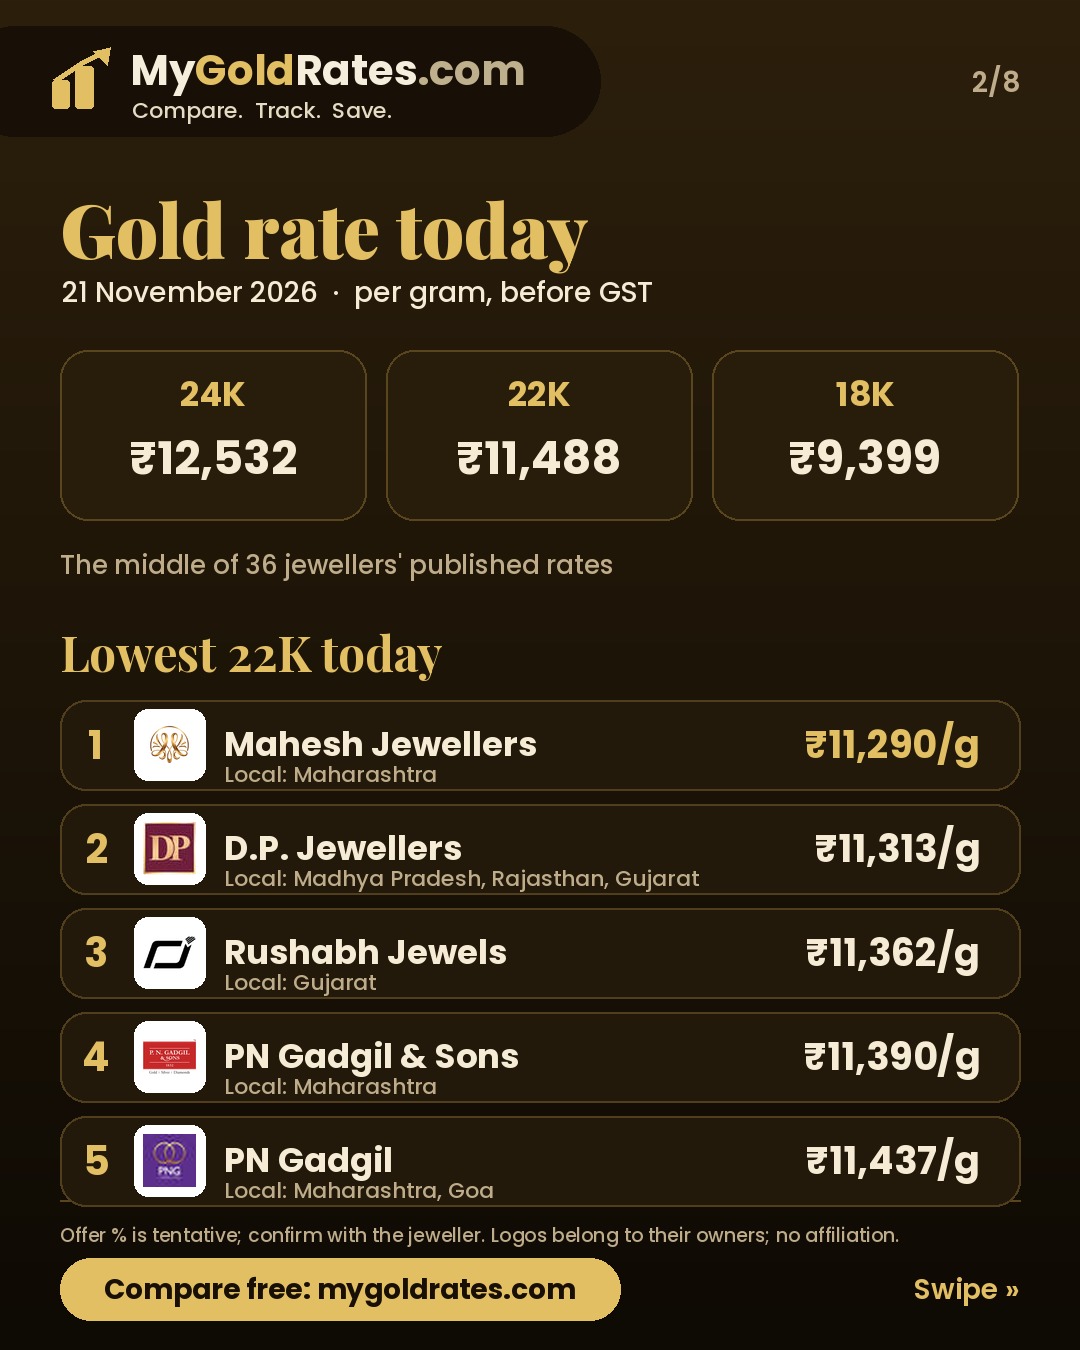 MyGoldRates.com
Compare. Track. Save.
2/8
Gold rate today
21 November 2026 · per gram, before GST
24K
₹12,532
22K
₹11,488
18K
₹9,399
The middle of 36 jewellers' published rates
Lowest 22K today
1
Mahesh Jewellers
Local: Maharashtra
₹11,290/g
2
DP
D.P. Jewellers
Local: Madhya Pradesh, Rajasthan, Gujarat
₹11,313/g
3
Rushabh Jewels
Local: Gujarat
₹11,362/g
4
P. N. GADGIL
& SONS
PN Gadgil & Sons
Local: Maharashtra
₹11,390/g
5
PNG
PN Gadgil
Local: Maharashtra, Goa
₹11,437/g
Offer % is tentative; confirm with the jeweller. Logos belong to their owners; no affiliation.
Compare free: mygoldrates.com
Swipe »